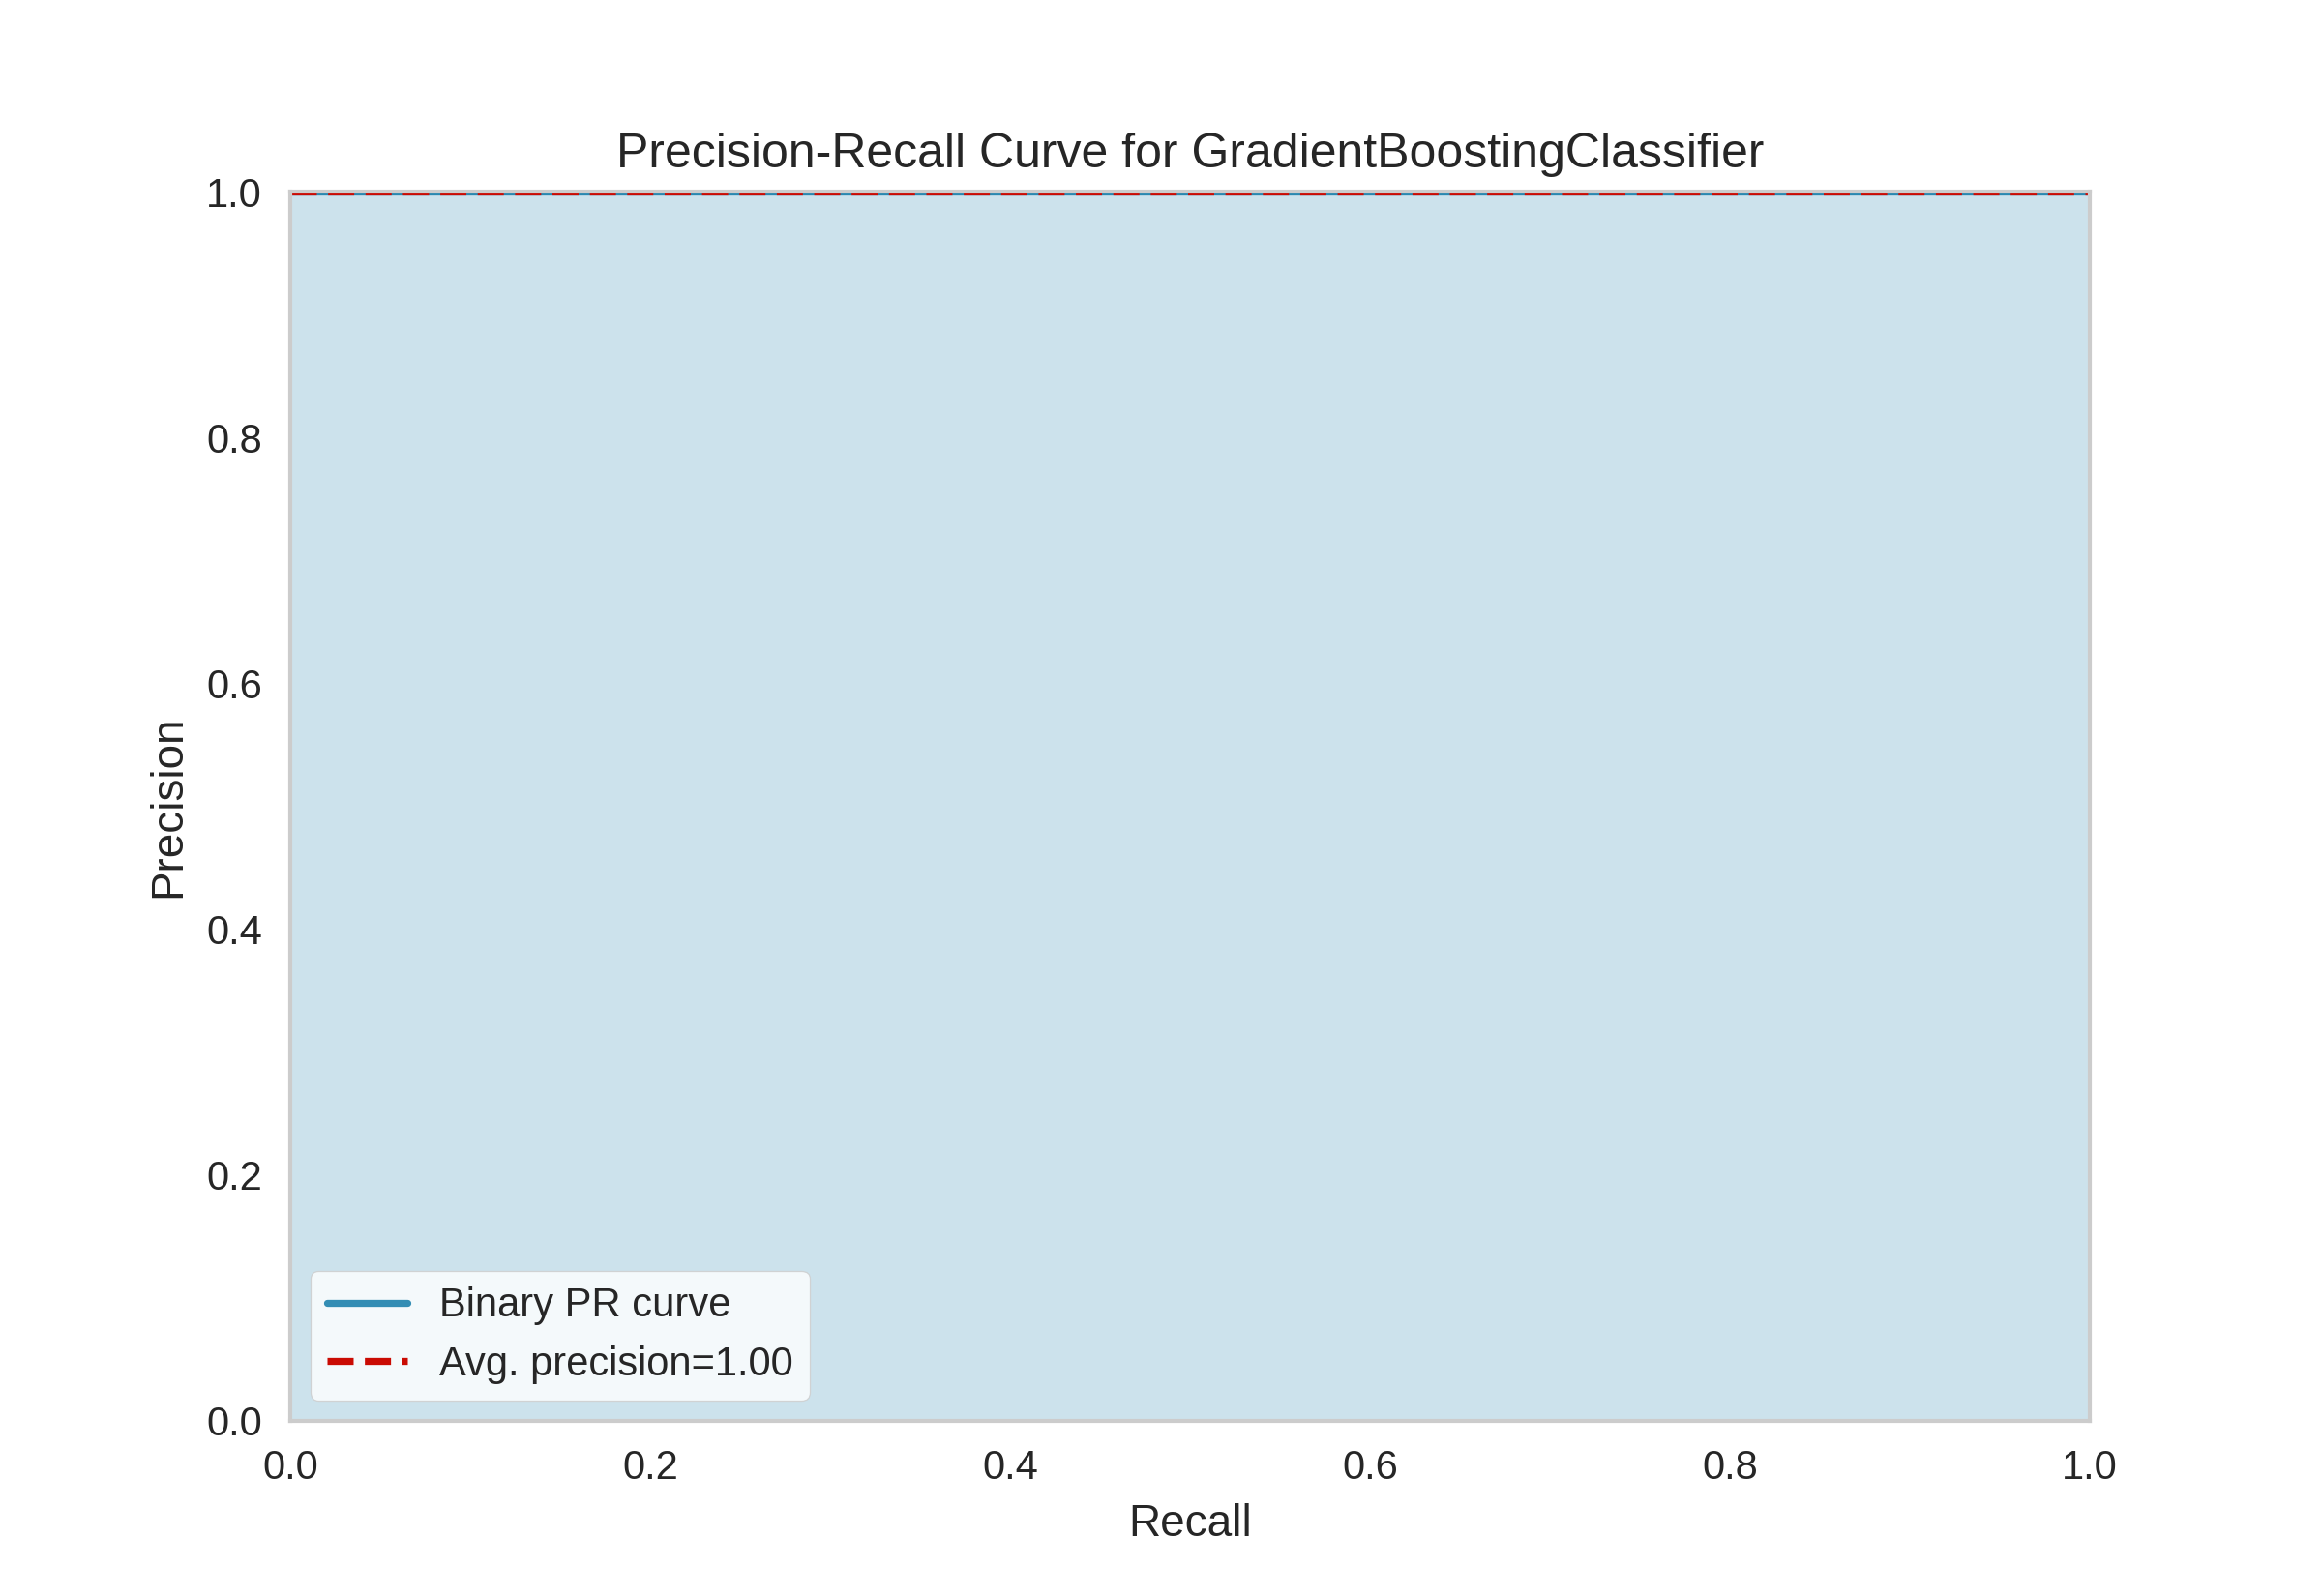 Precision-Recall Curve for GradientBoostingClassifier
1.0
0.8
0.6
0.4
0.2
0.0
Precision
Binary PR curve
Avg. precision=1.00
0.0 0.2 0.4 0.6 0.8 1.0
Recall